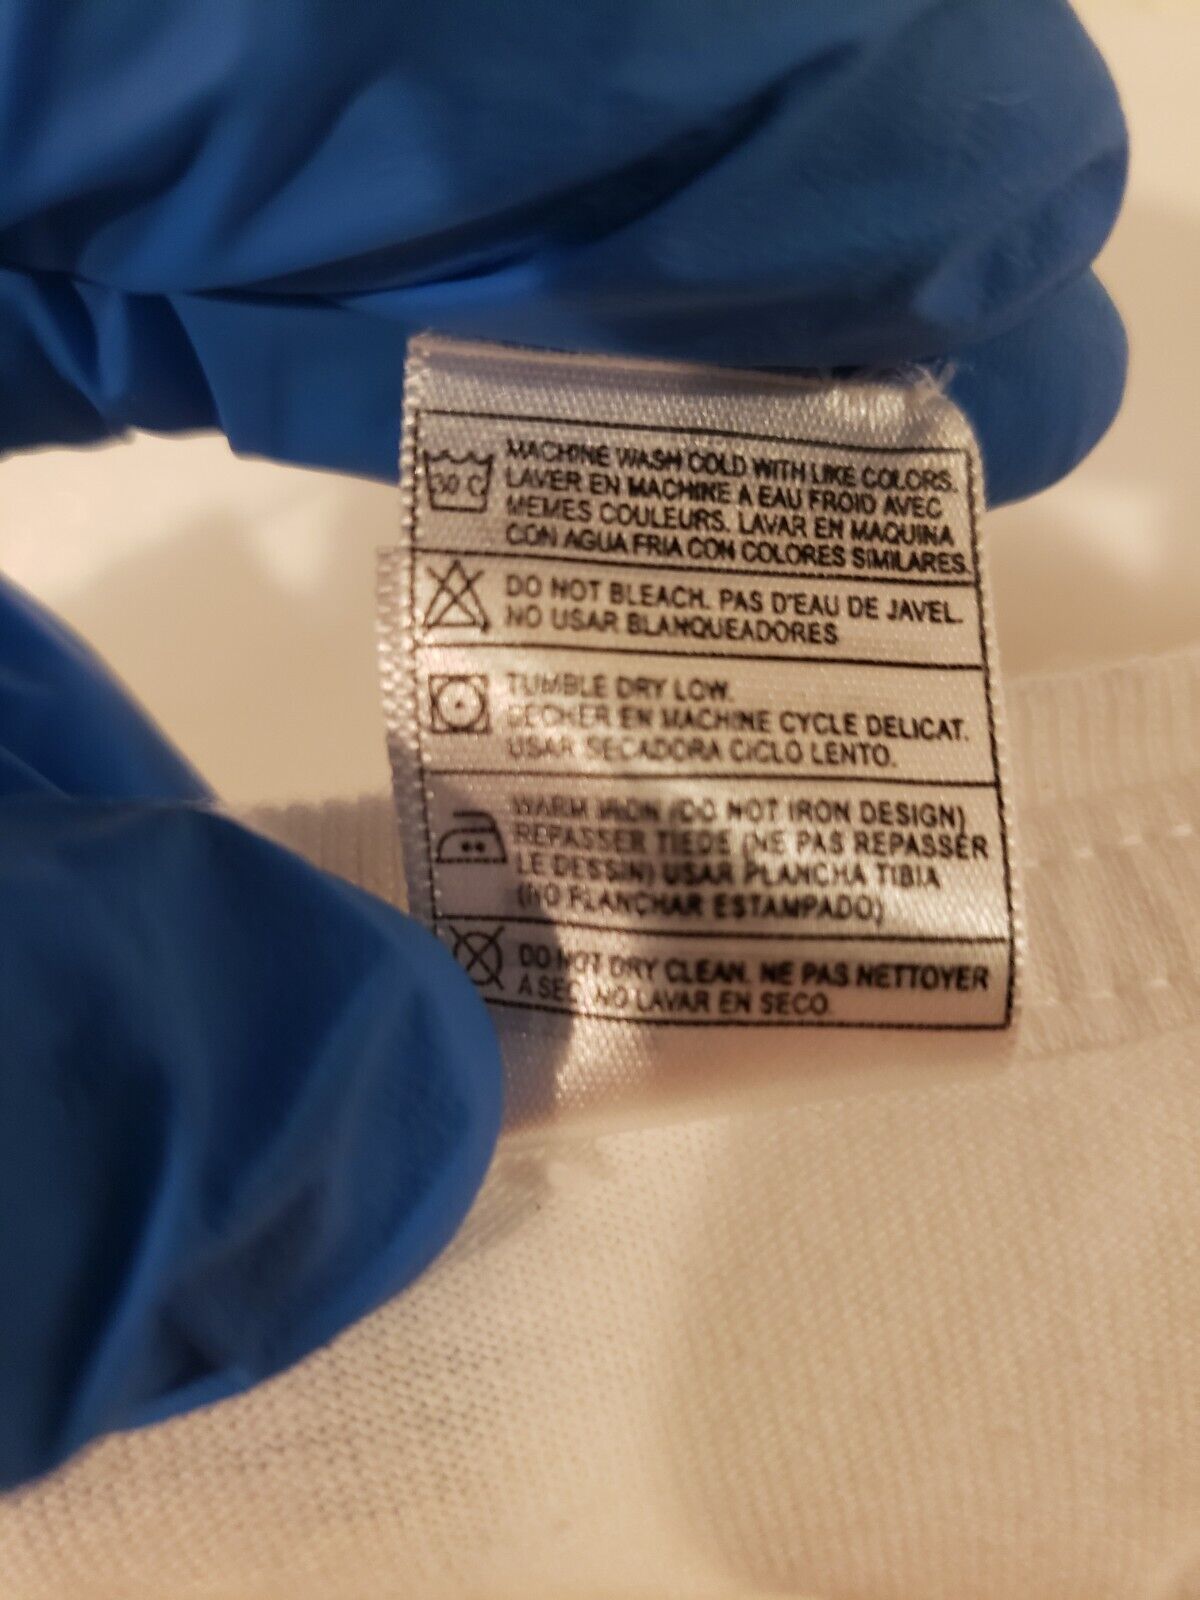 30 C
MACHINE WASH COLD WITH LIKE COLORS.
LAVER EN MACHINE A EAU FROID AVEC
MEMES COULEURS. LAVAR EN MAQUINA
CON AGUA FRIA CON COLORES SIMILARES.
DO NOT BLEACH. PAS D'EAU DE JAVEL.
NO USAR BLANQUEADORES
TUMBLE DRY LOW.
SECHER EN MACHINE CYCLE DELICAT.
USAR SECADORA CICLO LENTO.
WARM IRON (DO NOT IRON DESIGN)
REPASSER TIEDE (NE PAS REPASSER
LE DESSIN) USAR PLANCHA TIBIA
(NO PLANCHAR ESTAMPADO)
DO NOT DRY CLEAN. NE PAS NETTOYER
A SEC NO LAVAR EN SECO.